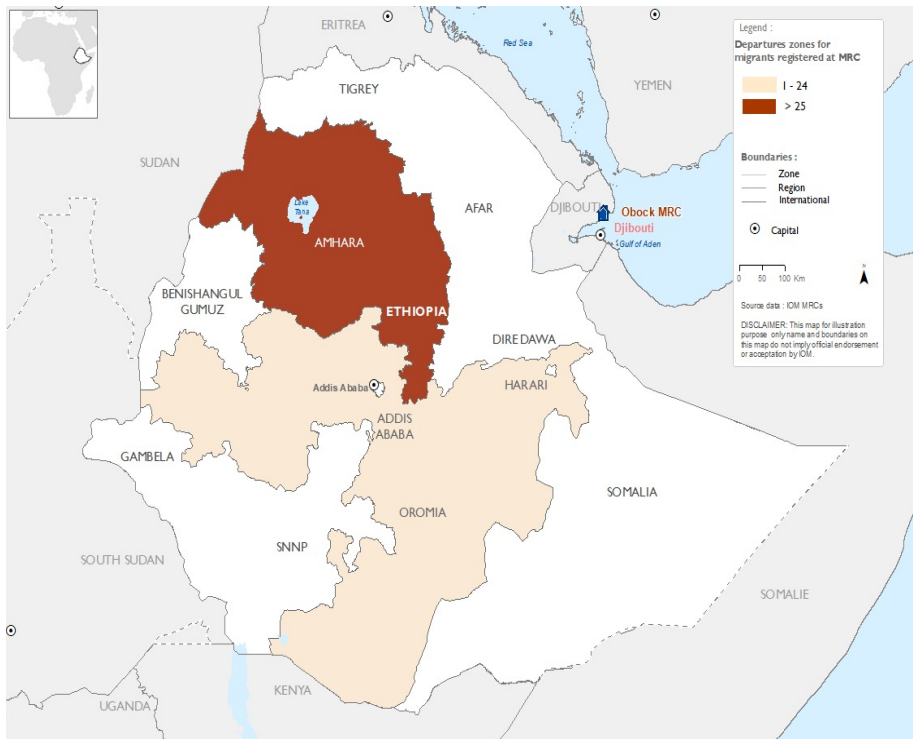 ERITREA
Red Sea
YEMEN
TIGREY
SUDAN
AFAR
DJIBOUTI
Obock MRC
Djibouti
Gulf of Aden
Lake
Tana
AMHARA
BENISHANGUL
GUMUZ
ETHIOPIA
DIRE DAWA
Addis Ababa
HARARI
ADDIS
ABABA
GAMBELA
SOMALIA
OROMIA
SNNP
SOUTH SUDAN
SOMALIE
KENYA
UGANDA
Legend :
Departures zones for
migrants registered at MRC
1 - 24
> 25
Boundaries :
Zone
Region
International
Capital
0 50 100 Km
N
Source data : IOM MRCs
DISCLAIMER: This map for illustration
purpose only name and boundaries on
this map do not imply official endorsement
or acceptation by IOM.